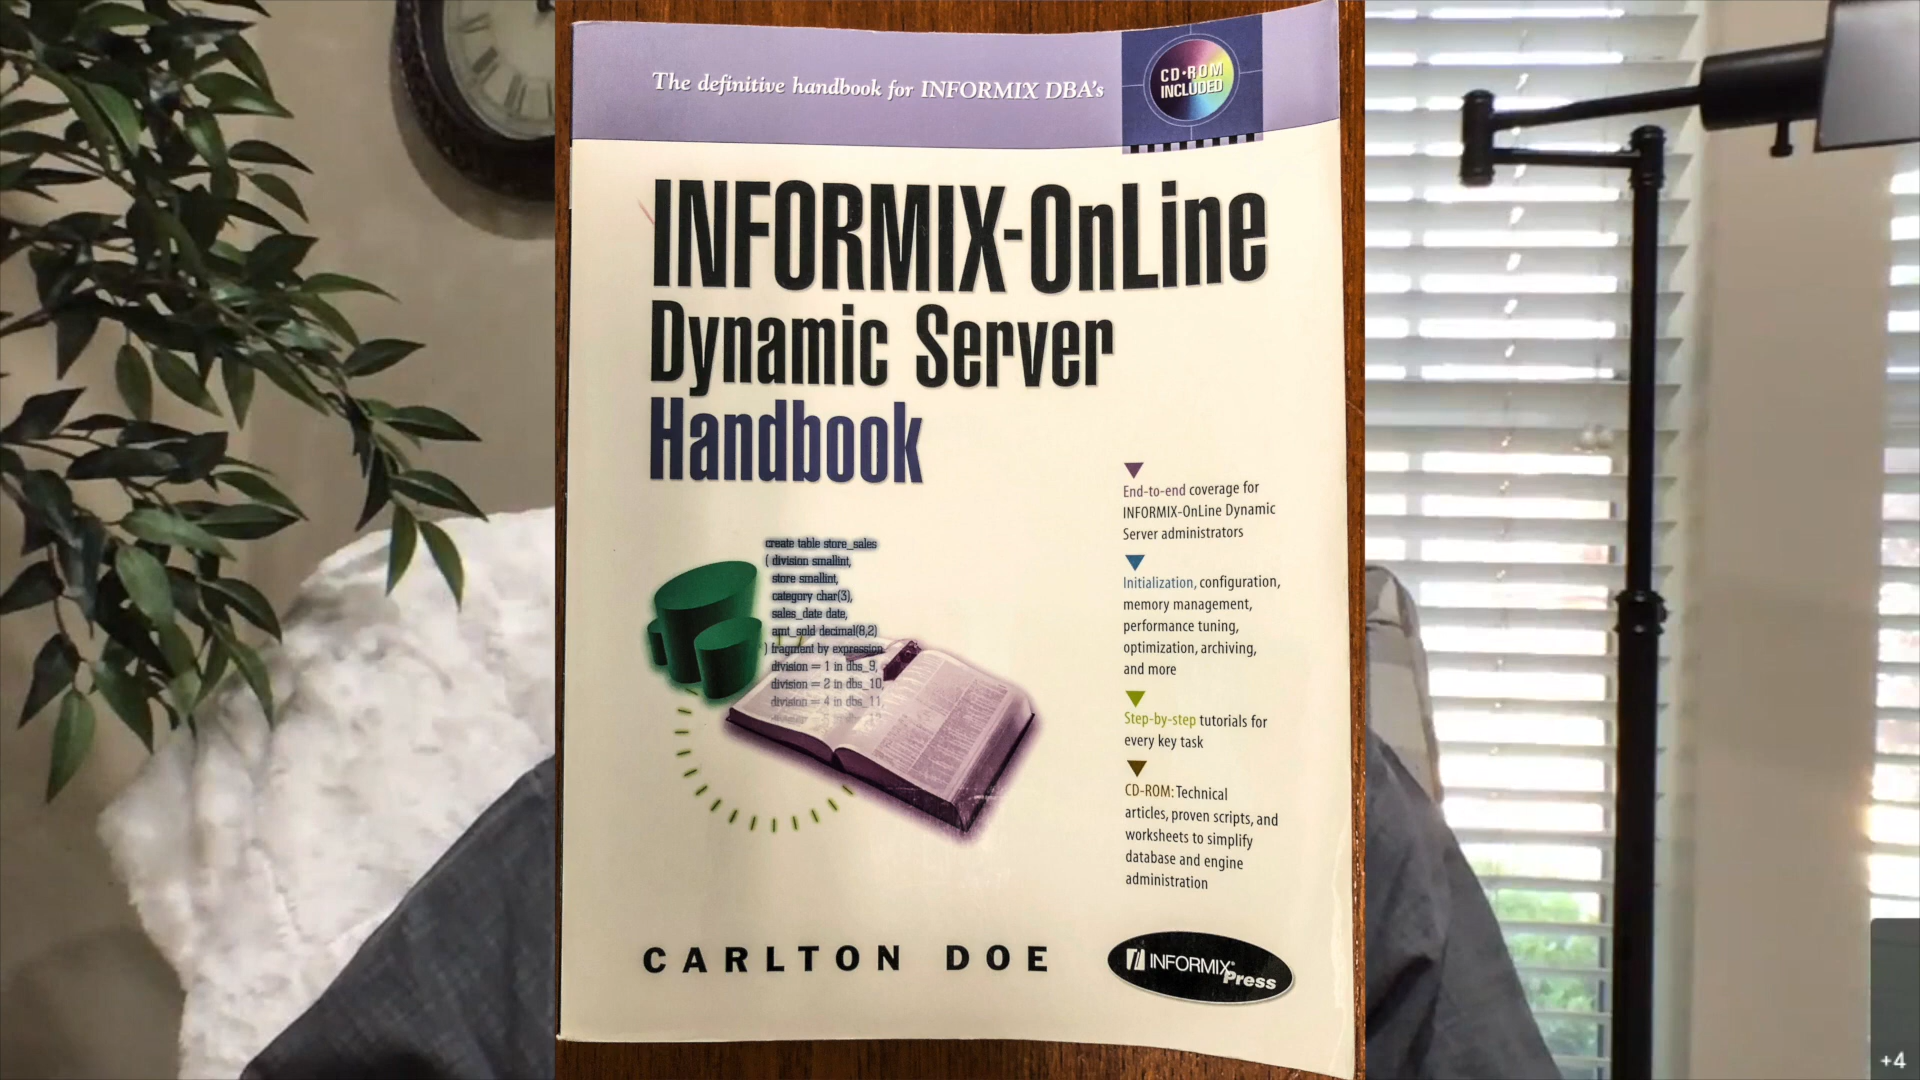 The definitive handbook for INFORMIX DBA's
CD•ROM
INCLUDED
INFORMIX-OnLine
Dynamic Server
Handbook
create table store_sales
( division smallint,
store smallint,
category char(3),
sales_date date,
amt_sold decimal(8,2)
) fragment by expression
division = 1 in dbs_9,
division = 2 in dbs_10,
division = 4 in dbs_11,
End-to-end coverage for
INFORMIX-OnLine Dynamic
Server administrators
Initialization, configuration,
memory management,
performance tuning,
optimization, archiving,
and more
Step-by-step tutorials for
every key task
CD-ROM: Technical
articles, proven scripts, and
worksheets to simplify
database and engine
administration
CARLTON DOE
INFORMIX®
Press
+4